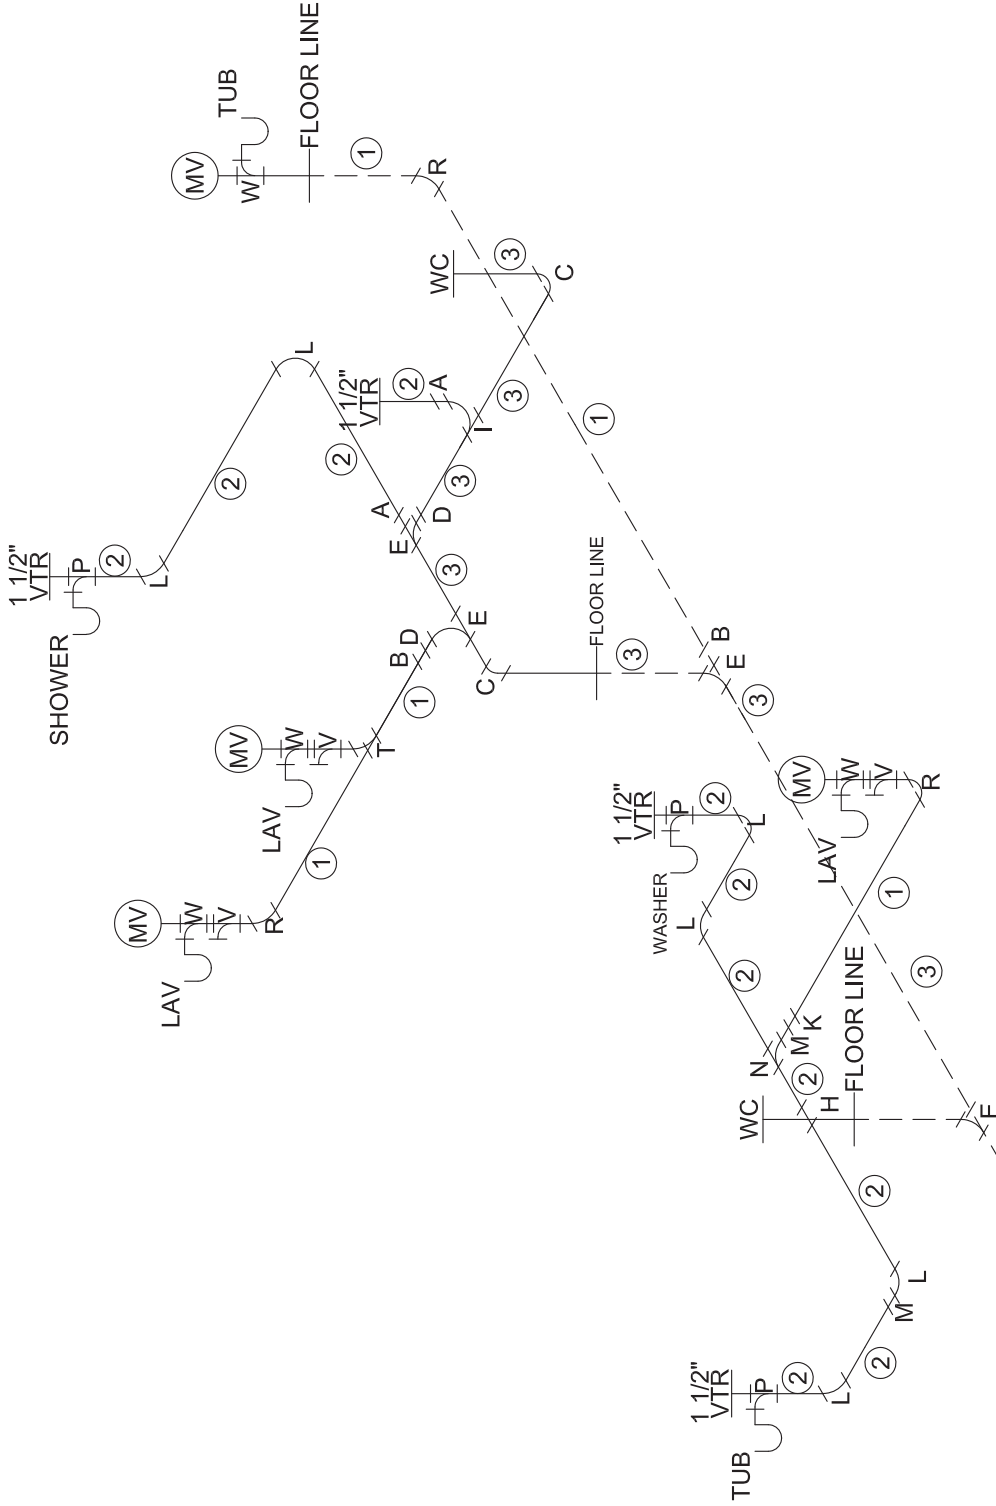 TUB
FLOOR LINE
MV
W
1
R
WC
3
C
L
1 1/2"
VTR
2
A
I
3
2
1
2
A
3
D
E
1 1/2"
VTR
P
2
L
SHOWER
3
E
D
B
1
C
FLOOR LINE
3
B
E
3
MV
W
V
T
LAV
1
MV
W
V
R
LAV
1 1/2"
VTR
P
2
L
WASHER
2
L
2
MV
W
V
R
LAV
1
3
K
M
N
2
WC
H
FLOOR LINE
F
2
L
M
2
1 1/2"
VTR
P
2
L
TUB